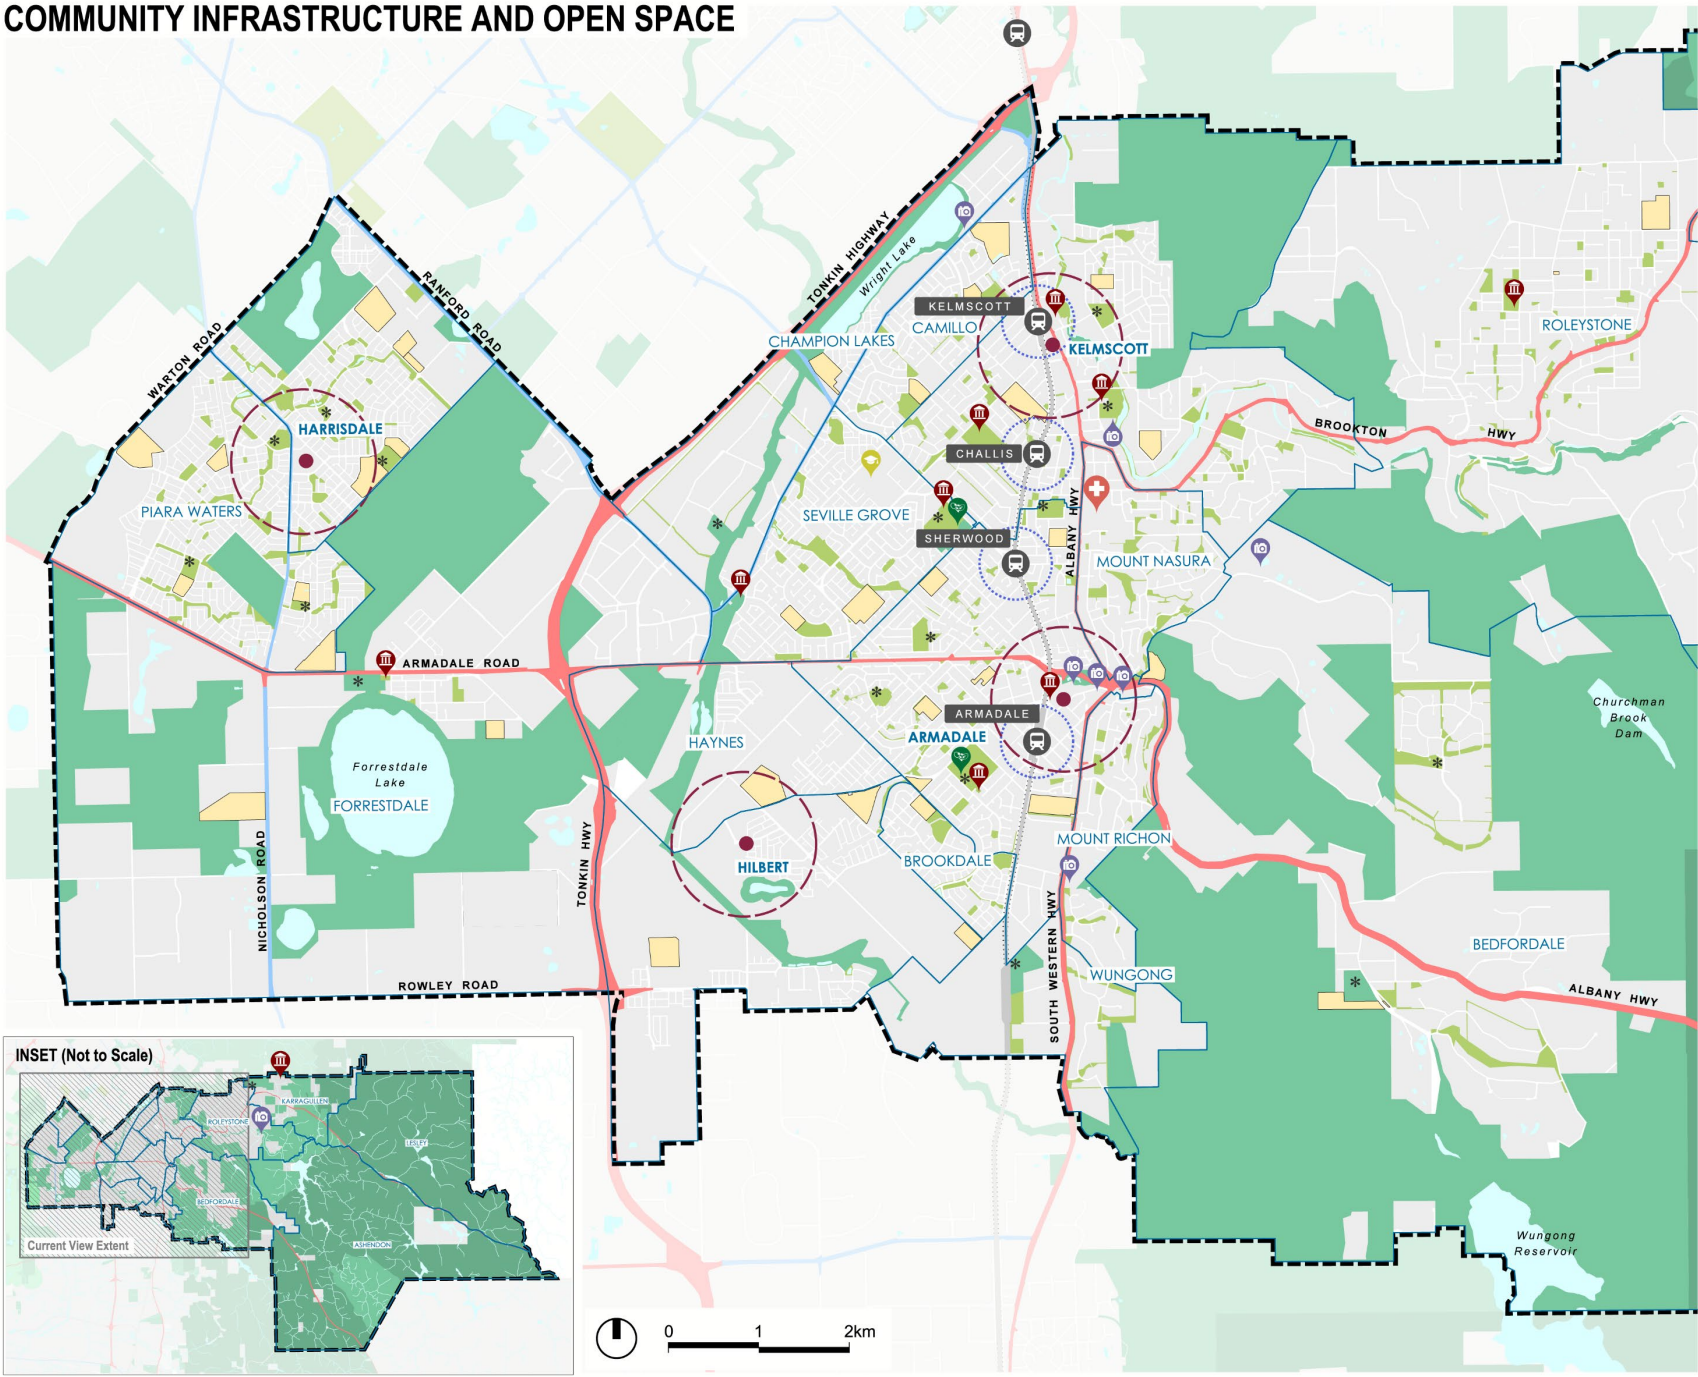 COMMUNITY INFRASTRUCTURE AND OPEN SPACE
TONKIN HIGHWAY
Wright Lake
RANFORD ROAD
WARTON ROAD
KELMSCOTT
CAMILLO
CHAMPION LAKES
KELMSCOTT
ROLEYSTONE
HARRISDALE
BROOKTON
HWY
CHALLIS
PIARA WATERS
SEVILLE GROVE
ALBANY HWY
SHERWOOD
MOUNT NASURA
ARMADALE ROAD
Churchman
Brook
Dam
ARMADALE
ARMADALE
HAYNES
Forrestdale
Lake
FORRESTDALE
MOUNT RICHON
BROOKDALE
HILBERT
TONKIN HWY
NICHOLSON ROAD
SOUTH WESTERN HWY
BEDFORDALE
WUNGONG
ROWLEY ROAD
ALBANY HWY
INSET (Not to Scale)
KARRAGULLEN
ROLEYSTONE
LESLEY
BEDFORDALE
ASHENDON
Current View Extent
Wungong
Reservoir
0 1 2km